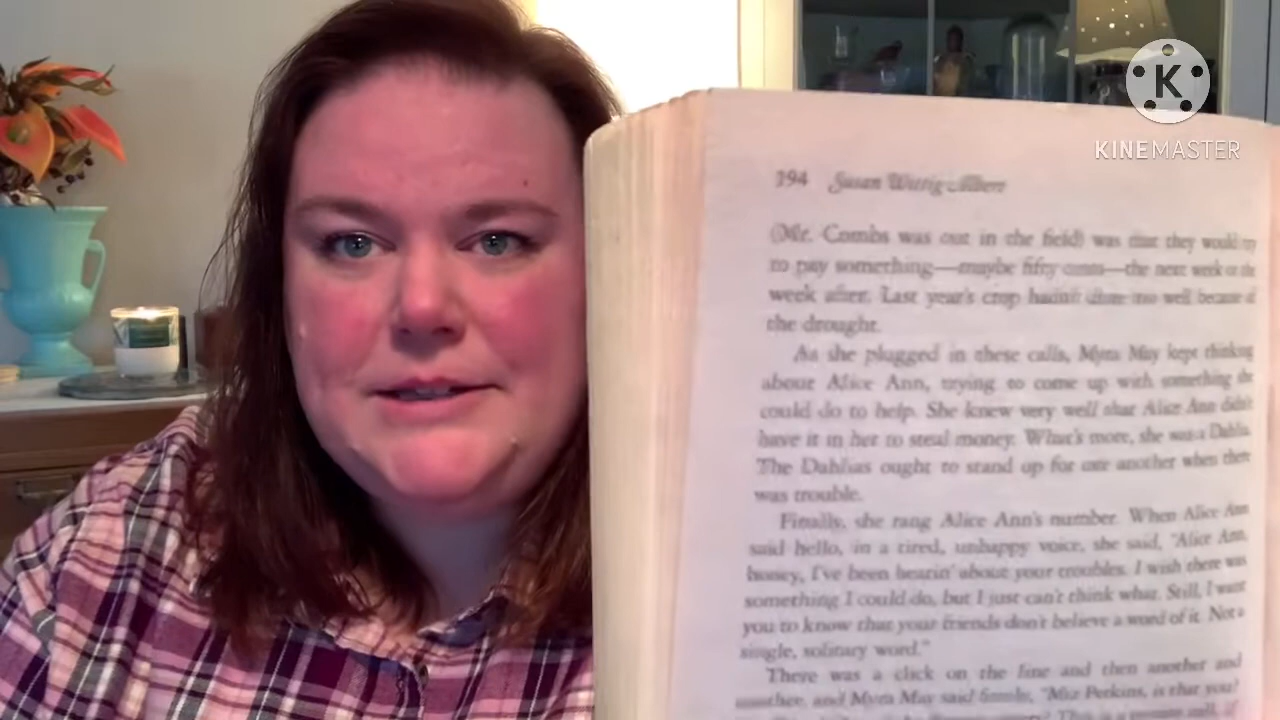 K
KINEMASTER
194 Susan Wittig Albert
(Mr. Combs was out in the field) was that they would try
to pay something—maybe fifty cents—the next week or the
week after. Last year's crop hadn't done too well because of
the drought.
As she plugged in these calls, Myra May kept thinking
about Alice Ann, trying to come up with something she
could do to help. She knew very well that Alice Ann didn't
have it in her to steal money. What's more, she was a Dahlia.
The Dahlias ought to stand up for one another when there
was trouble.
Finally, she rang Alice Ann's number. When Alice Ann
said hello, in a tired, unhappy voice, she said, "Alice Ann,
honey, I've been hearin' about your troubles. I wish there was
something I could do, but I just can't think what. Still, I want
you to know that your friends don't believe a word of it. Not a
single, solitary word."
There was a click on the line and then another and
another, and Myra May said firmly, "Miz Perkins, is that you?